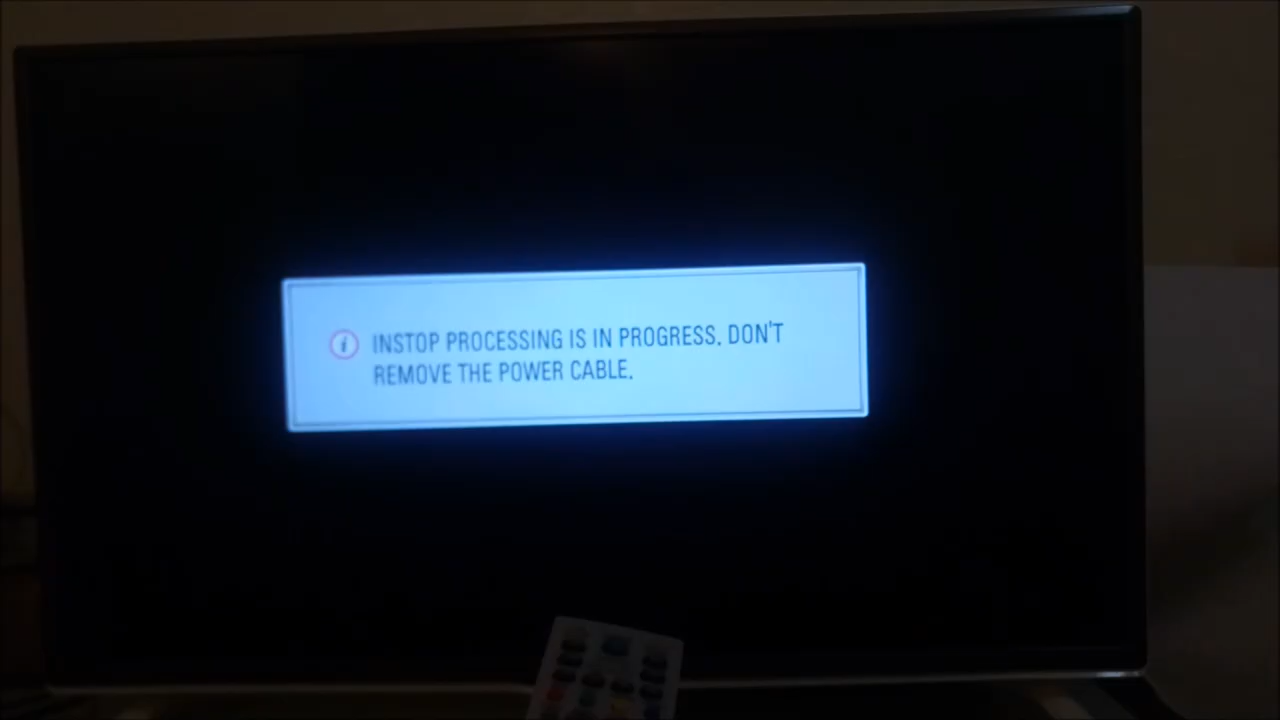 INSTOP PROCESSING IS IN PROGRESS. DON'T
REMOVE THE POWER CABLE.